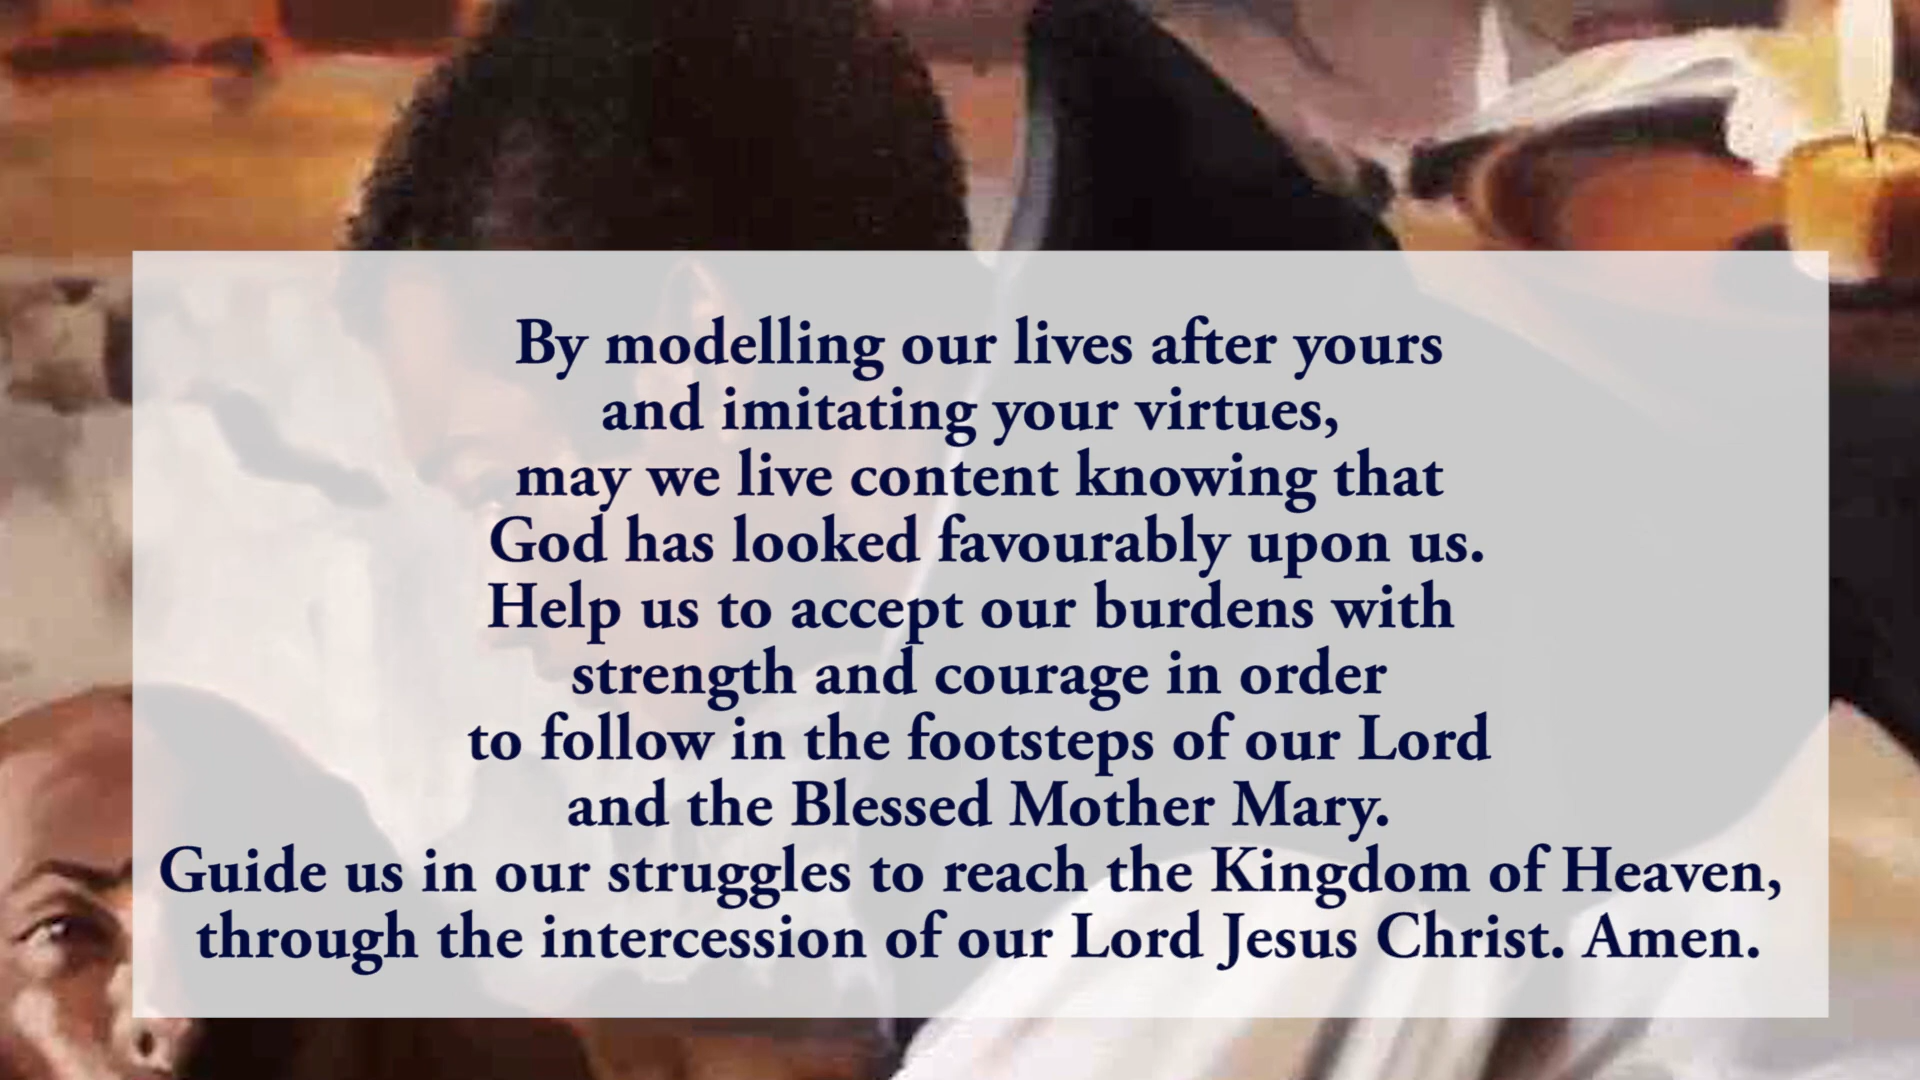 By modelling our lives after yours
and imitating your virtues,
may we live content knowing that
God has looked favourably upon us.
Help us to accept our burdens with
strength and courage in order
to follow in the footsteps of our Lord
and the Blessed Mother Mary.
Guide us in our struggles to reach the Kingdom of Heaven,
through the intercession of our Lord Jesus Christ. Amen.